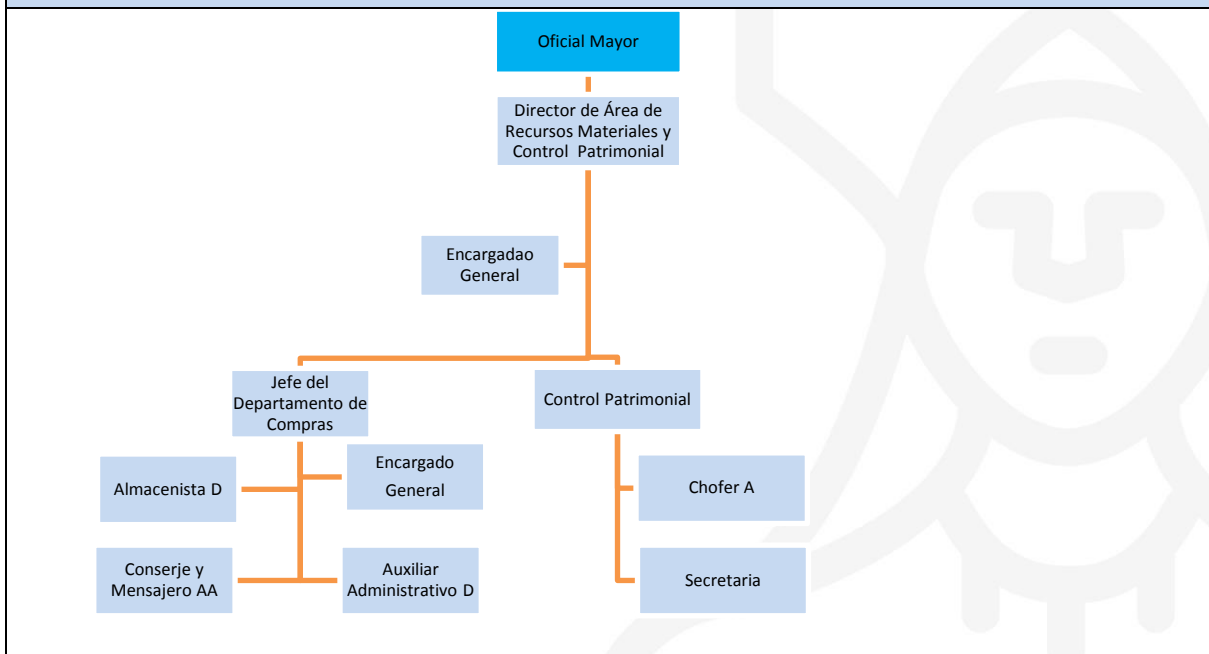 Oficial Mayor
Director de Área de
Recursos Materiales y
Control Patrimonial
Encargadao
General
Jefe del
Departamento de
Compras
Control Patrimonial
Almacenista D
Encargado
General
Chofer A
Conserje y
Mensajero AA
Auxiliar
Administrativo D
Secretaria